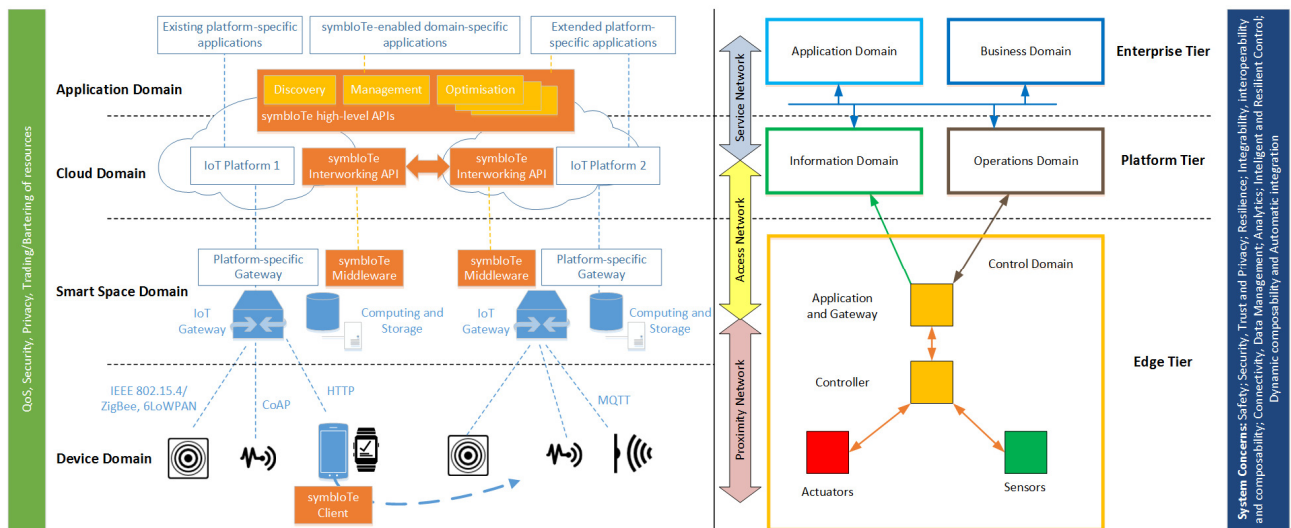 QoS, Security, Privacy, Trading/Bartering of resources
Existing platform-specific
applications
symbIoTe-enabled domain-specific
applications
Extended platform-
specific applications
Application Domain
Discovery
Management
Optimisation
symbIoTe high-level APIs
Cloud Domain
IoT Platform 1
symbIoTe
Interworking API
symbIoTe
Interworking API
IoT Platform 2
Smart Space Domain
Platform-specific
Gateway
symbIoTe
Middleware
symbIoTe
Middleware
Platform-specific
Gateway
IoT
Gateway
Computing and
Storage
IoT
Gateway
Computing and
Storage
IEEE 802.15.4/
ZigBee, 6LoWPAN
CoAP
HTTP
MQTT
Device Domain
symbIoTe
Client
Service Network
Access Network
Proximity Network
Application Domain
Business Domain
Enterprise Tier
Information Domain
Operations Domain
Platform Tier
Control Domain
Application
and Gateway
Edge Tier
Controller
Actuators
Sensors
System Concerns: Safety; Security, Trust and Privacy; Resilience; Integrability, interoperability
and composability; Connectivity, Data Management; Analytics; Inteligent and Resilient Control;
Dynamic composability and Automatic integration